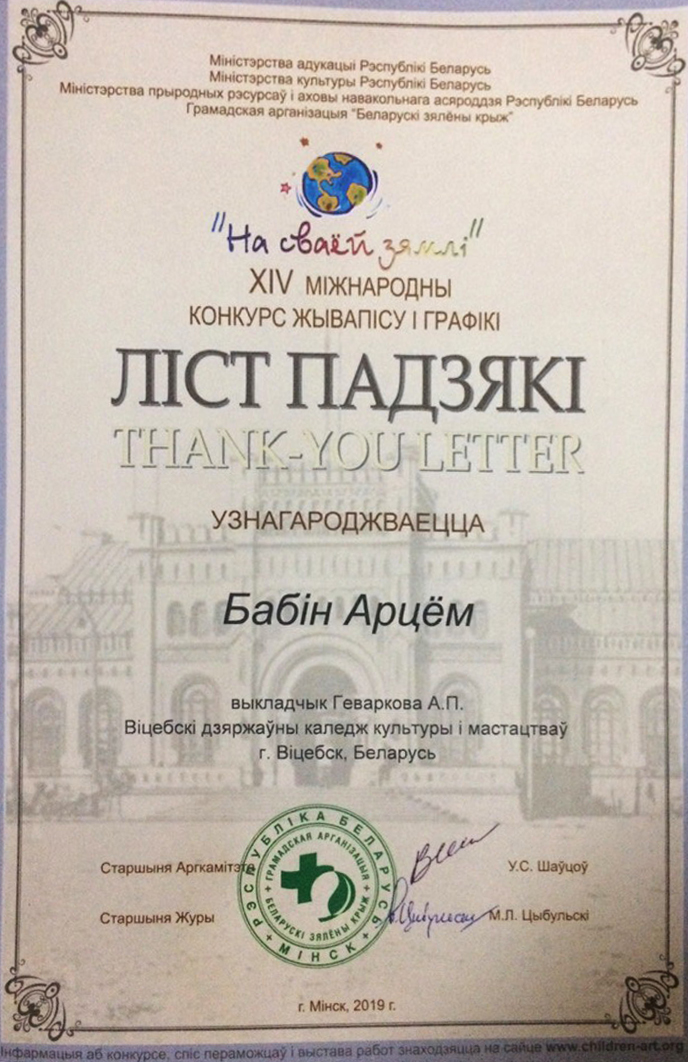 Міністэрства адукацыі Рэспублікі Беларусь
Міністэрства культуры Рэспублікі Беларусь
Міністэрства прыродных рэсурсаў і аховы навакольнага асяроддзя Рэспублікі Беларусь
Грамадская арганізацыя "Беларускі зялёны крыж"
"На сваёй зямлі"
XIV МІЖНАРОДНЫ
КОНКУРС ЖЫВАПІСУ І ГРАФІКІ
ЛІСТ ПАДЗЯКІ
THANK-YOU LETTER
УЗНАГАРОДЖВАЕЦЦА
Бабін Арцём
выкладчык Геваркова А.П.
Віцебскі дзяржаўны каледж культуры і мастацтваў
г. Віцебск, Беларусь
РЭСПУБЛІКА БЕЛАРУСЬ
ГРАМАДСКАЯ АРГАНІЗАЦЫЯ
БЕЛАРУСКІ ЗЯЛЁНЫ КРЫЖ
МІНСК
Старшыня Аргкамітэта У.С. Шаўцоў
Старшыня Журы М.Л. Цыбульскі
г. Мінск, 2019 г.
Інфармацыя аб конкурсе, спіс пераможцаў і выстава работ знаходзяцца на сайце www.children-art.org